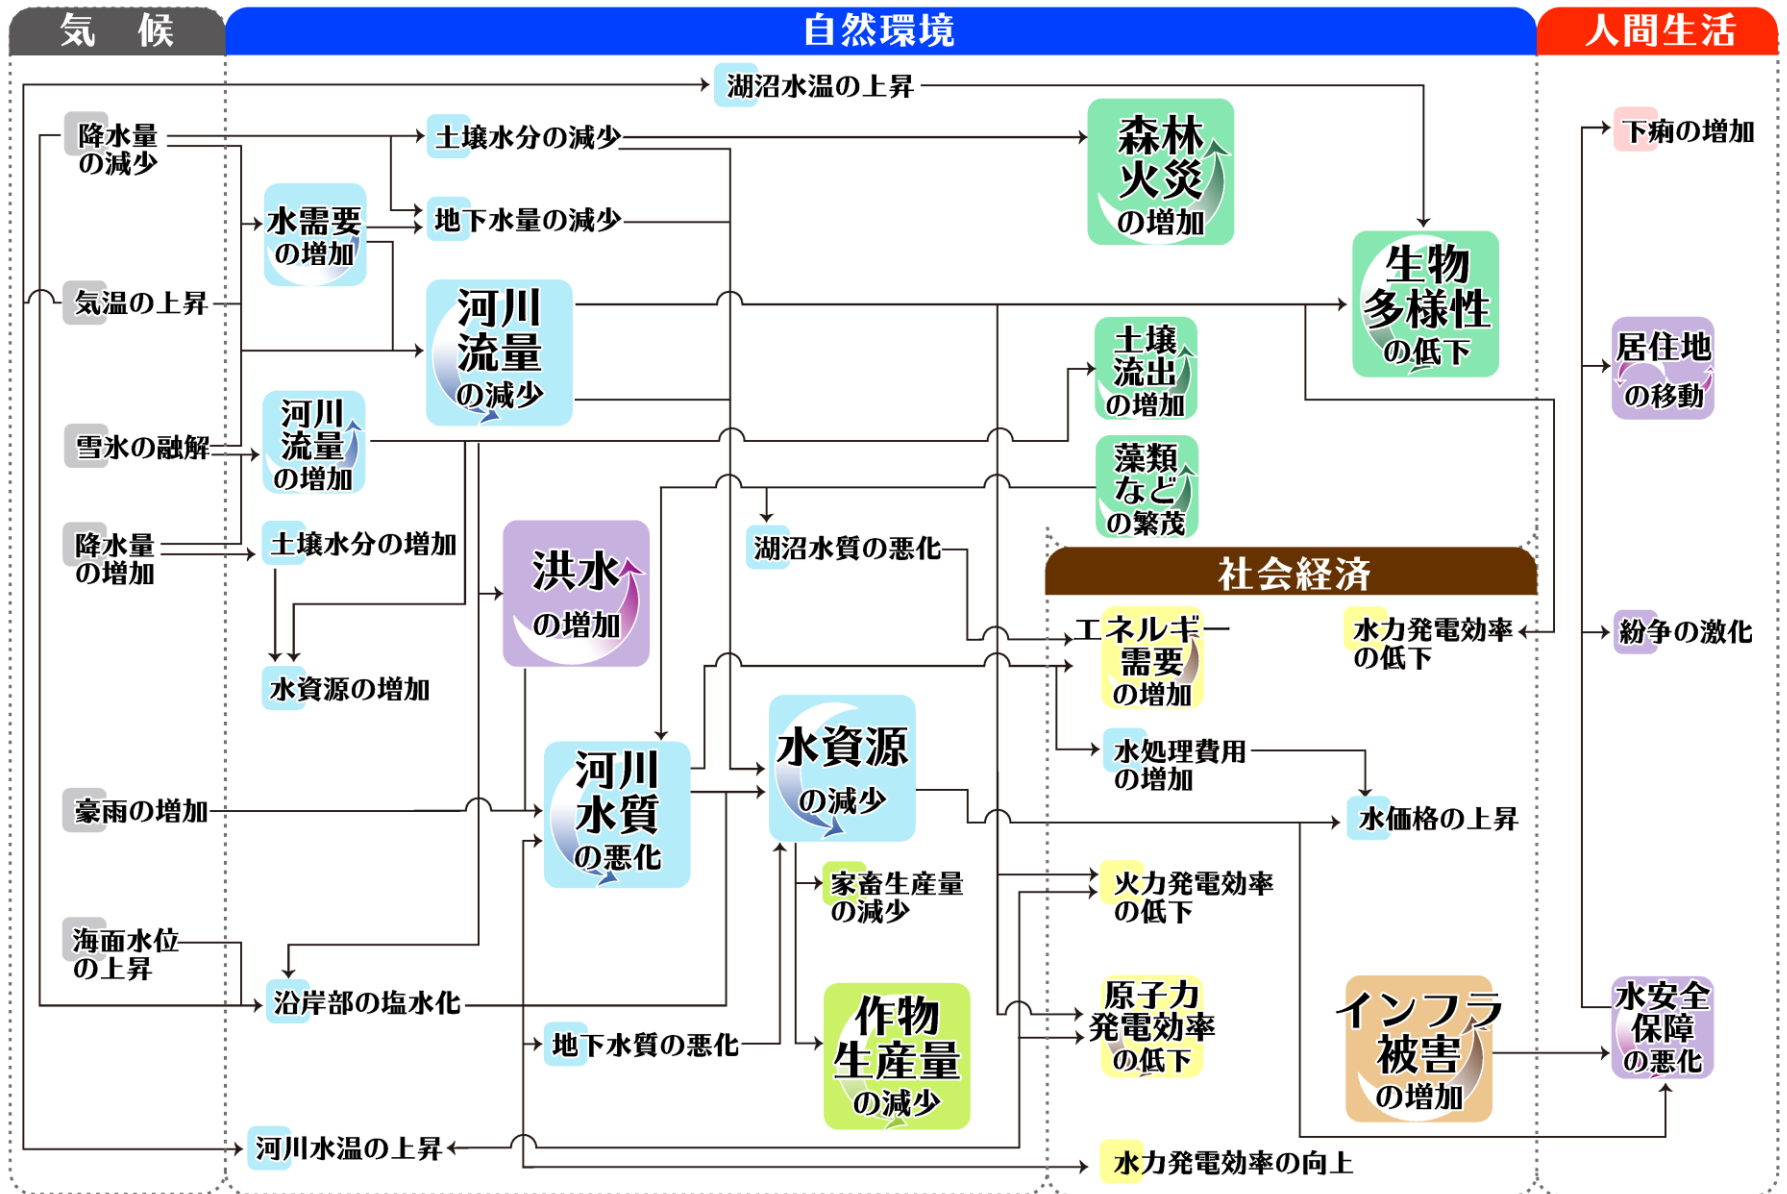 気 候
自然環境
人間生活
湖沼水温の上昇
降水量
の減少
土壌水分の減少
森林
火災
の増加
下痢の増加
水需要
の増加
地下水量の減少
生物
多様性
の低下
気温の上昇
河川
流量
の減少
土壌
流出
の増加
居住地
の移動
雪氷の融解
河川
流量
の増加
藻類
など
の繁茂
降水量
の増加
土壌水分の増加
洪水
の増加
湖沼水質の悪化
社会経済
エネルギー
需要
の増加
水力発電効率
の低下
紛争の激化
水資源の増加
河川
水質
の悪化
水資源
の減少
水処理費用
の増加
豪雨の増加
水価格の上昇
家畜生産量
の減少
火力発電効率
の低下
海面水位
の上昇
沿岸部の塩水化
地下水質の悪化
作物
生産量
の減少
原子力
発電効率
の低下
インフラ
被害
の増加
水安全
保障
の悪化
河川水温の上昇
水力発電効率の向上